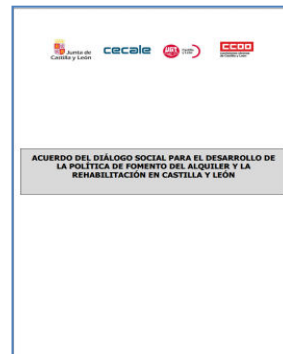 Junta de
Castilla y León
cecale
UGT
CCOO
ACUERDO DEL DIÁLOGO SOCIAL PARA EL DESARROLLO DE
LA POLÍTICA DE FOMENTO DEL ALQUILER Y LA
REHABILITACIÓN EN CASTILLA Y LEÓN